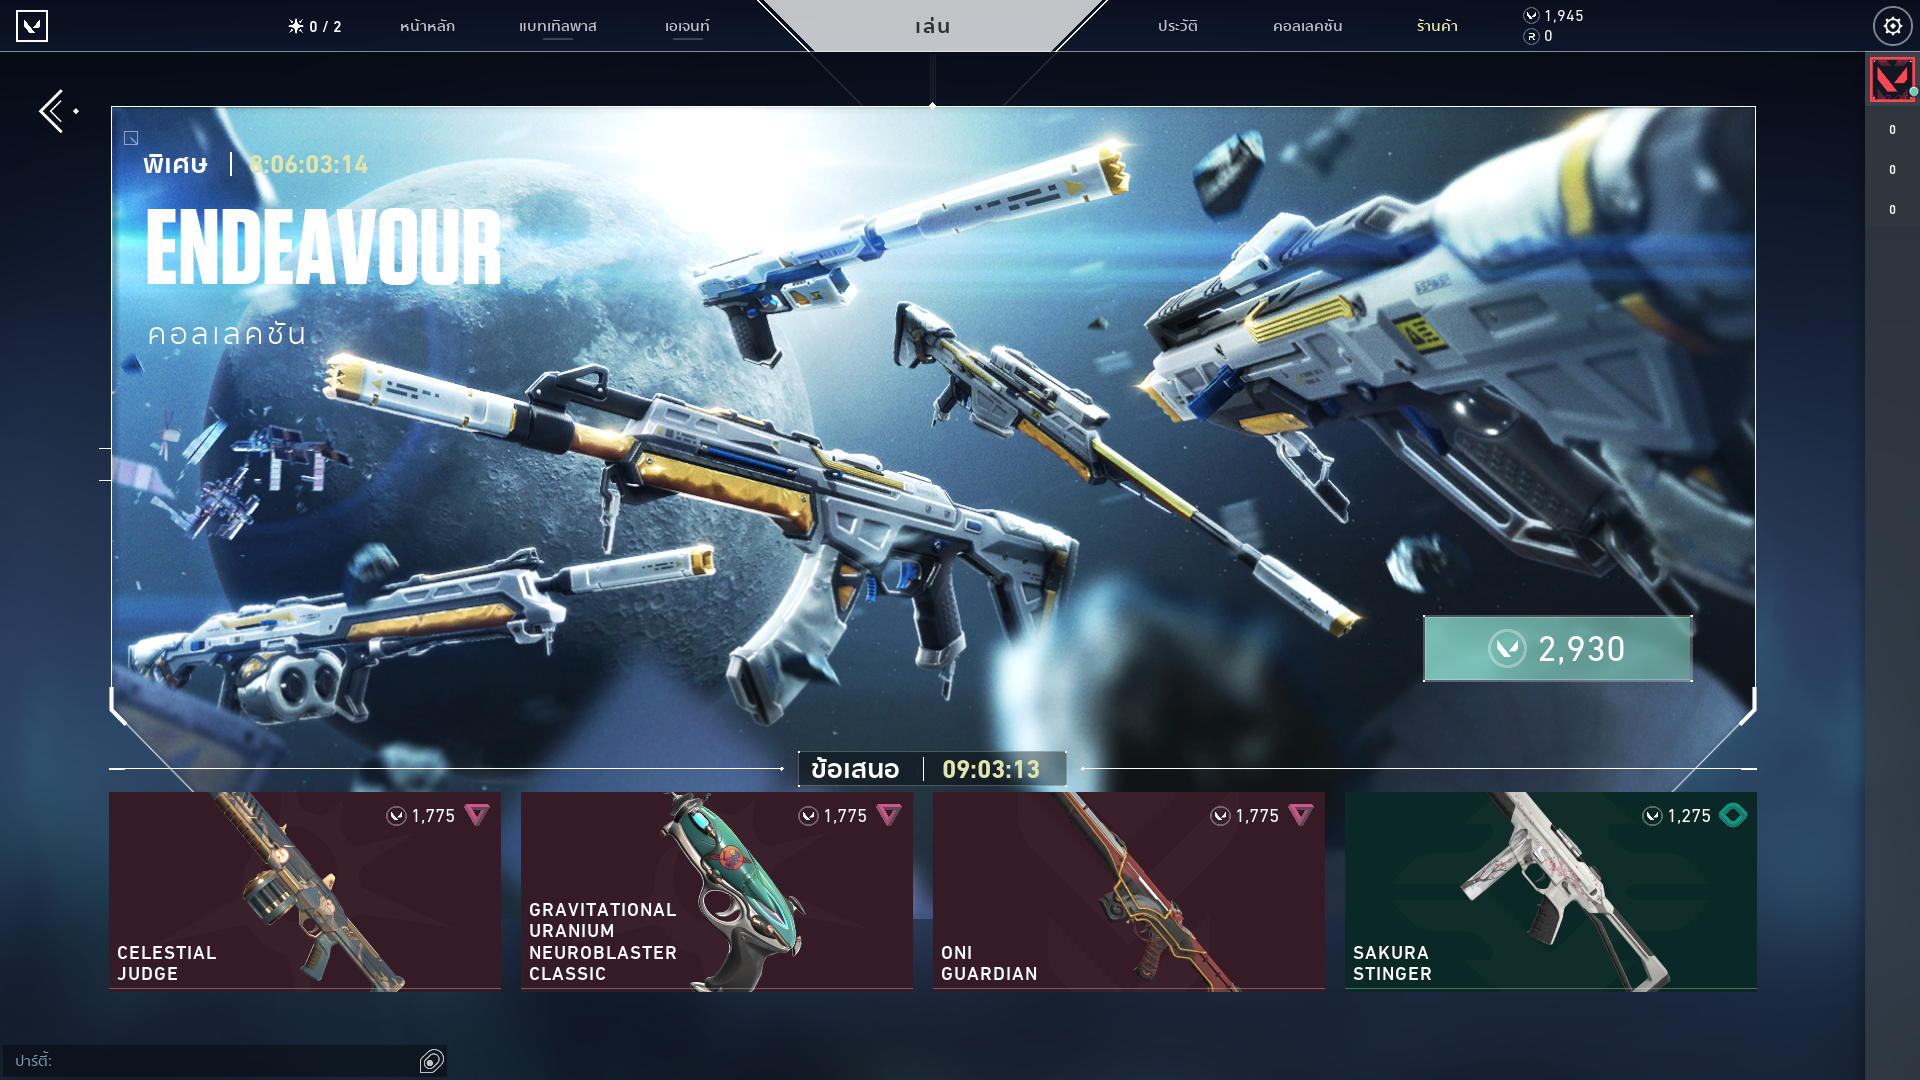 0 / 2
หน้าหลัก
แบทเทิลพาส
เอเจนท์
เล่น
ประวัติ
คอลเลคชัน
ร้านค้า
1,945
R 0
0
0
0
พิเศษ | 8:06:03:14
ENDEAVOUR
คอลเลคชัน
2,930
ข้อเสนอ | 09:03:13
1,775
CELESTIAL
JUDGE
1,775
GRAVITATIONAL
URANIUM
NEUROBLASTER
CLASSIC
1,775
ONI
GUARDIAN
1,275
SAKURA
STINGER
ปาร์ตี้: